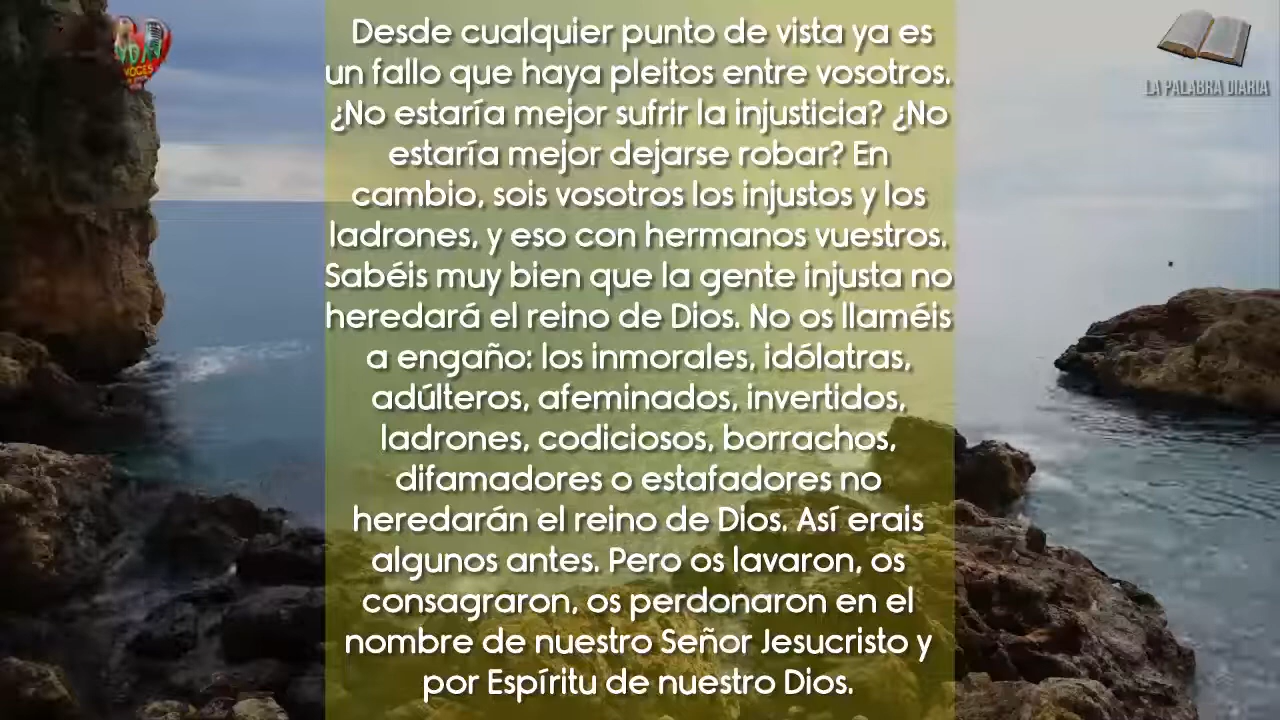 Desde cualquier punto de vista ya es
un fallo que haya pleitos entre vosotros.
¿No estaría mejor sufrir la injusticia? ¿No
estaría mejor dejarse robar? En
cambio, sois vosotros los injustos y los
ladrones, y eso con hermanos vuestros.
Sabéis muy bien que la gente injusta no
heredará el reino de Dios. No os llaméis
a engaño: los inmorales, idólatras,
adúlteros, afeminados, invertidos,
ladrones, codiciosos, borrachos,
difamadores o estafadores no
heredarán el reino de Dios. Así erais
algunos antes. Pero os lavaron, os
consagraron, os perdonaron en el
nombre de nuestro Señor Jesucristo y
por Espíritu de nuestro Dios.
VOCES
LA PALABRA DIARIA